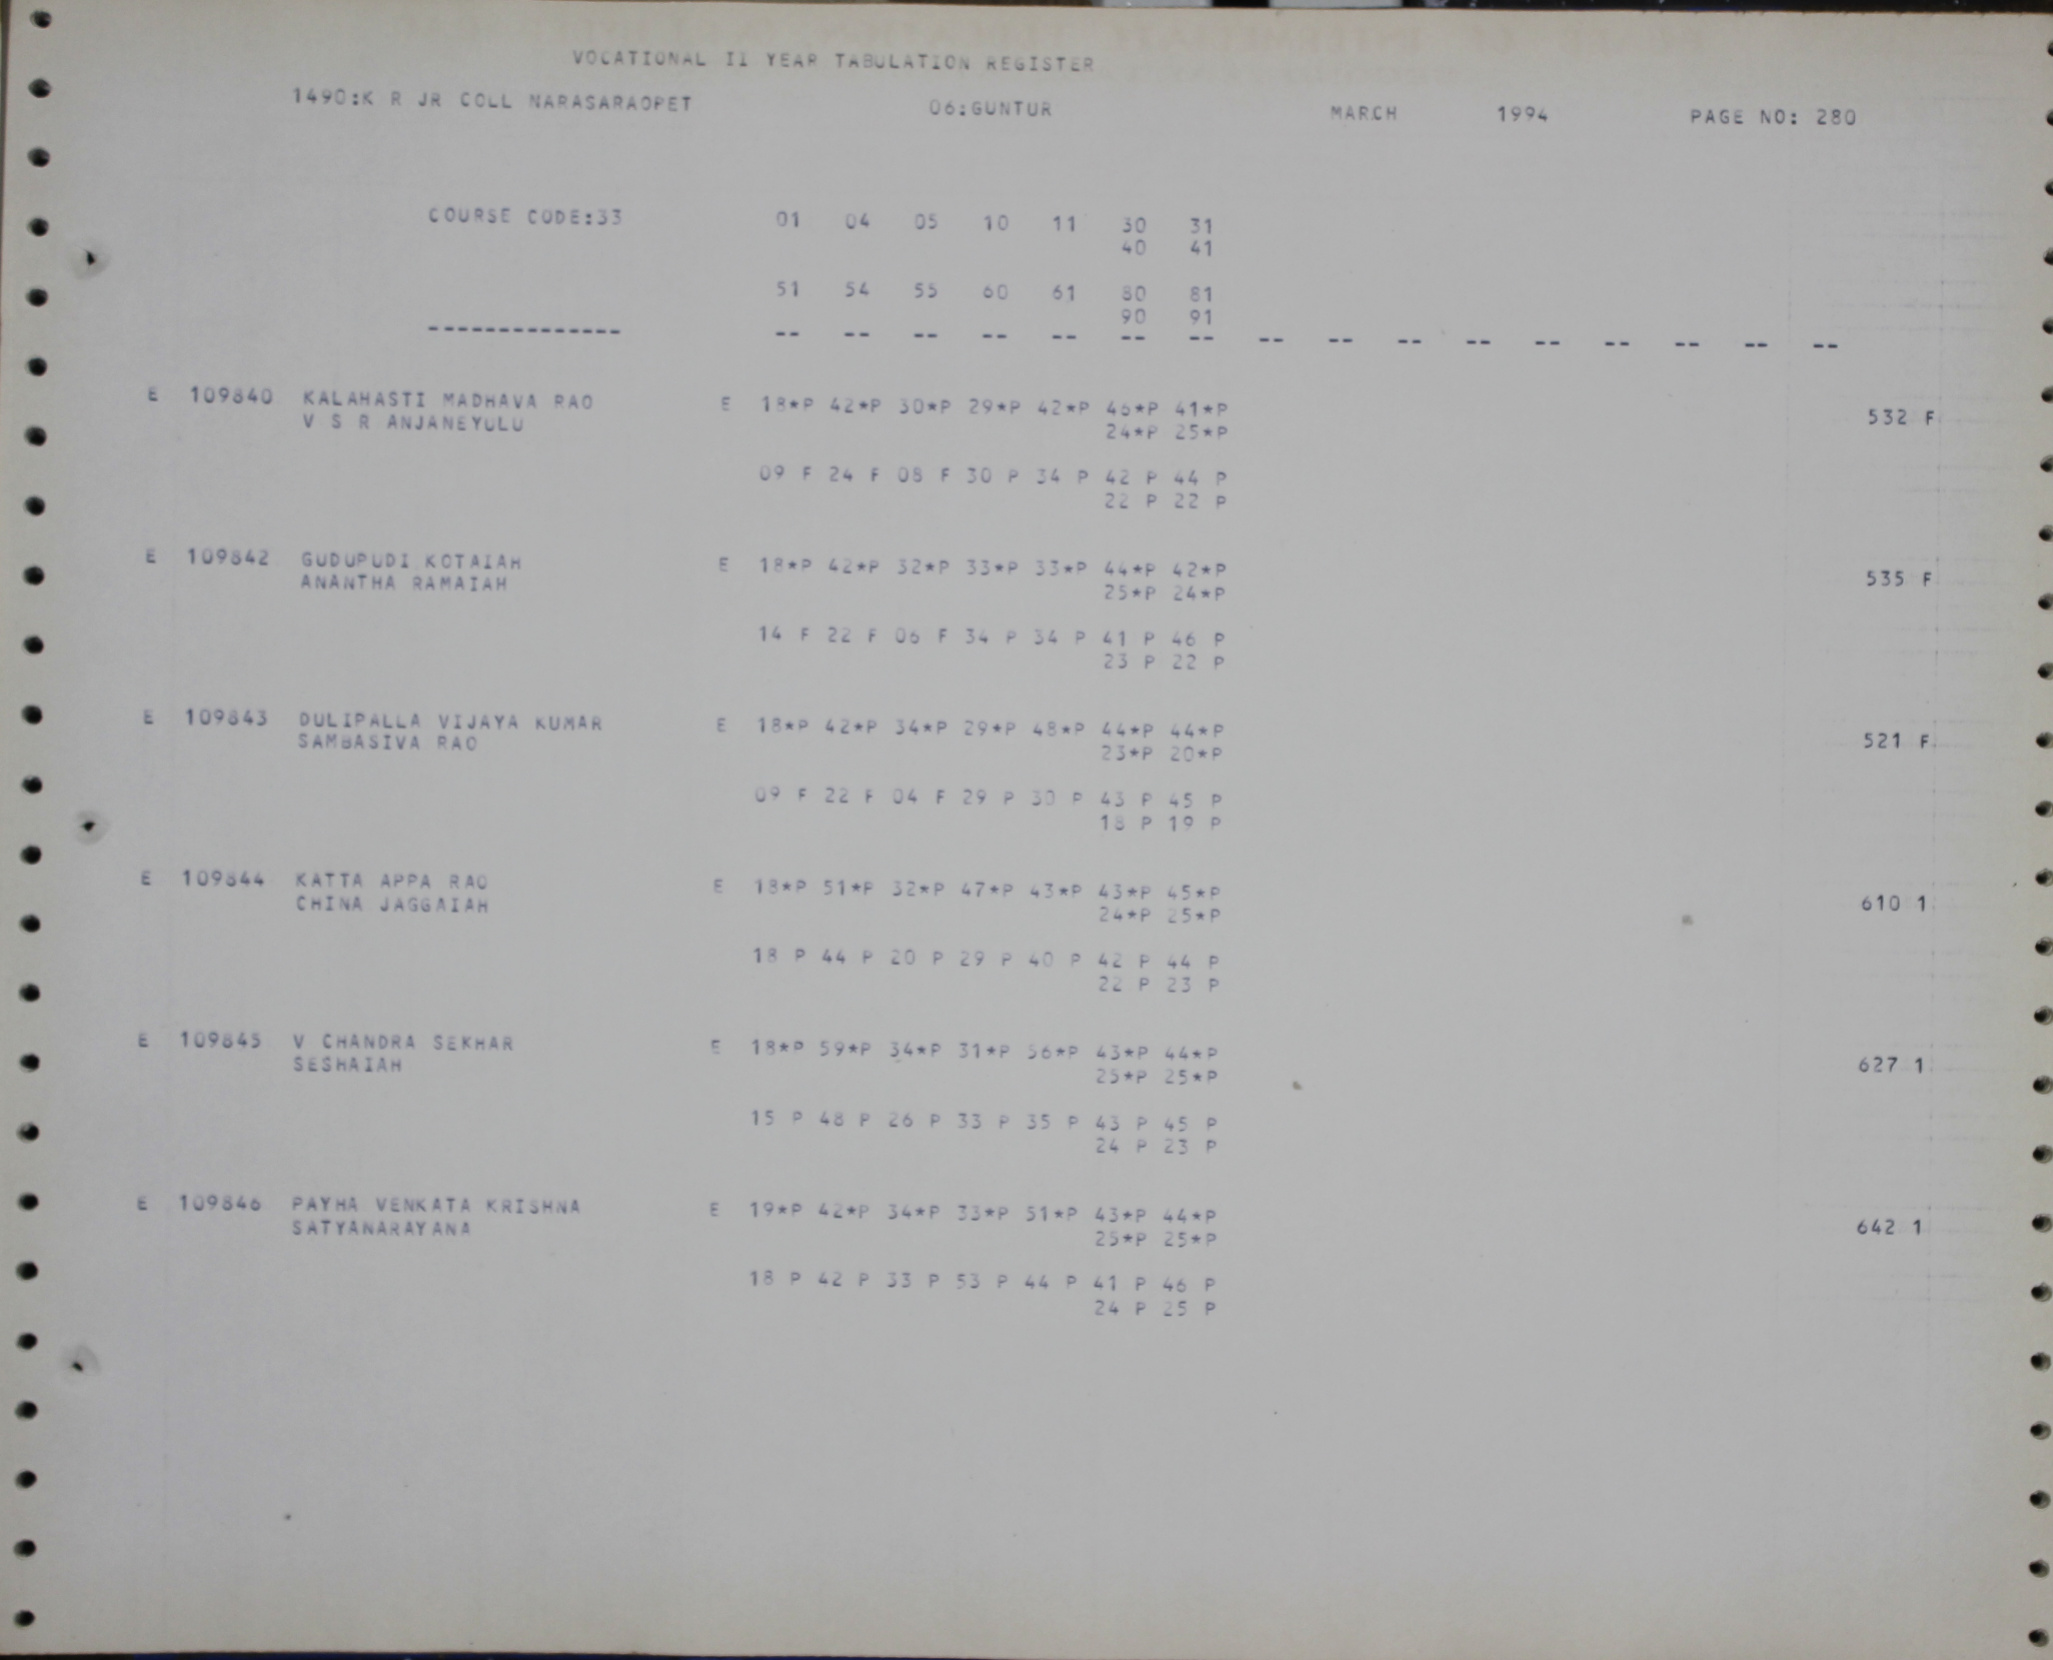 VOCATIONAL II YEAR TABULATION REGISTER
1490:K R JR COLL NARASARAOPET 06:GUNTUR MARCH 1994 PAGE NO: 280
COURSE CODE:33 01 04 05 10 11 30 31
40 41
51 54 55 60 61 80 81
90 91
-------------- -- -- -- -- -- -- -- -- -- -- -- -- -- -- -- --
E 109840 KALAHASTI MADHAVA RAO E 18*P 42*P 30*P 29*P 42*P 46*P 41*P 532 F
V S R ANJANEYULU 24*P 25*P
09 F 24 F 08 F 30 P 34 P 42 P 44 P
22 P 22 P
E 109842 GUDUPUDI KOTAIAH E 18*P 42*P 32*P 33*P 33*P 44*P 42*P 535 F
ANANTHA RAMAIAH 25*P 24*P
14 F 22 F 06 F 34 P 34 P 41 P 46 P
23 P 22 P
E 109843 DULIPALLA VIJAYA KUMAR E 18*P 42*P 34*P 29*P 48*P 44*P 44*P 521 F
SAMBASIVA RAO 23*P 20*P
09 F 22 F 04 F 29 P 30 P 43 P 45 P
18 P 19 P
E 109844 KATTA APPA RAO E 18*P 51*P 32*P 47*P 43*P 43*P 45*P 610 1
CHINA JAGGAIAH 24*P 25*P
18 P 44 P 20 P 29 P 40 P 42 P 44 P
22 P 23 P
E 109845 V CHANDRA SEKHAR E 18*P 59*P 34*P 31*P 56*P 43*P 44*P 627 1
SESHAIAH 25*P 25*P
15 P 48 P 26 P 33 P 35 P 43 P 45 P
24 P 23 P
E 109846 PAYHA VENKATA KRISHNA E 19*P 42*P 34*P 33*P 51*P 43*P 44*P 642 1
SATYANARAYANA 25*P 25*P
18 P 42 P 33 P 53 P 44 P 41 P 46 P
24 P 25 P